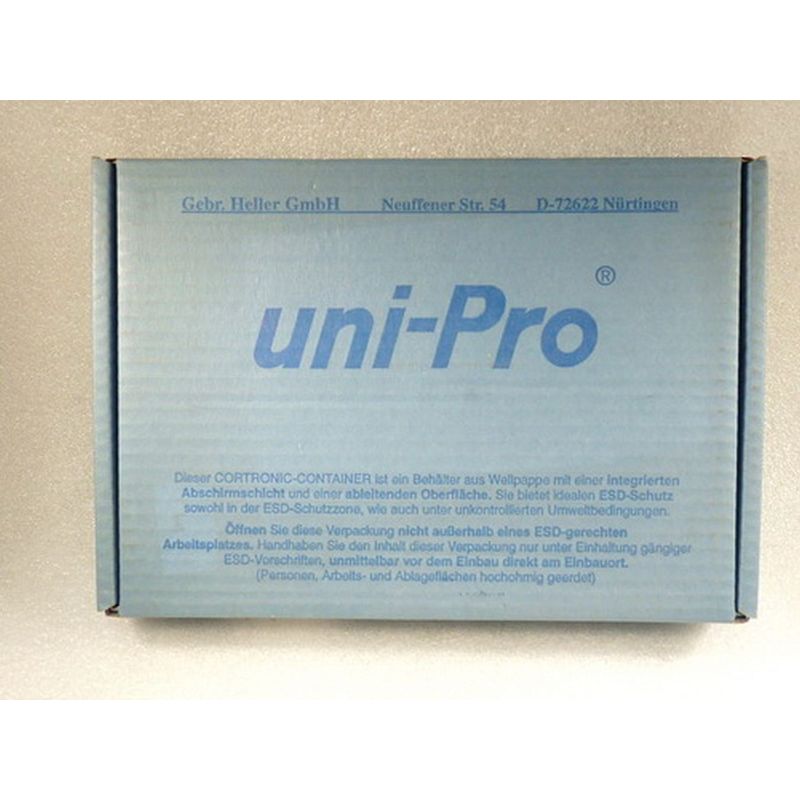 Gebr. Heller GmbH Neuffener Str. 54 D-72622 Nürtingen
uni-Pro®
Dieser CORTRONIC-CONTAINER ist ein Behälter aus Wellpappe mit einer integrierten
Abschirmschicht und einer ableitenden Oberfläche. Sie bietet idealen ESD-Schutz
sowohl in der ESD-Schutzzone, wie auch unter unkontrollierten Umweltbedingungen.
Öffnen Sie diese Verpackung nicht außerhalb eines ESD-gerechten
Arbeitsplatzes. Handhaben Sie den Inhalt dieser Verpackung nur unter Einhaltung gängiger
ESD-Vorschriften, unmittelbar vor dem Einbau direkt am Einbauort.
(Personen, Arbeits- und Ablageflächen hochohmig geerdet)